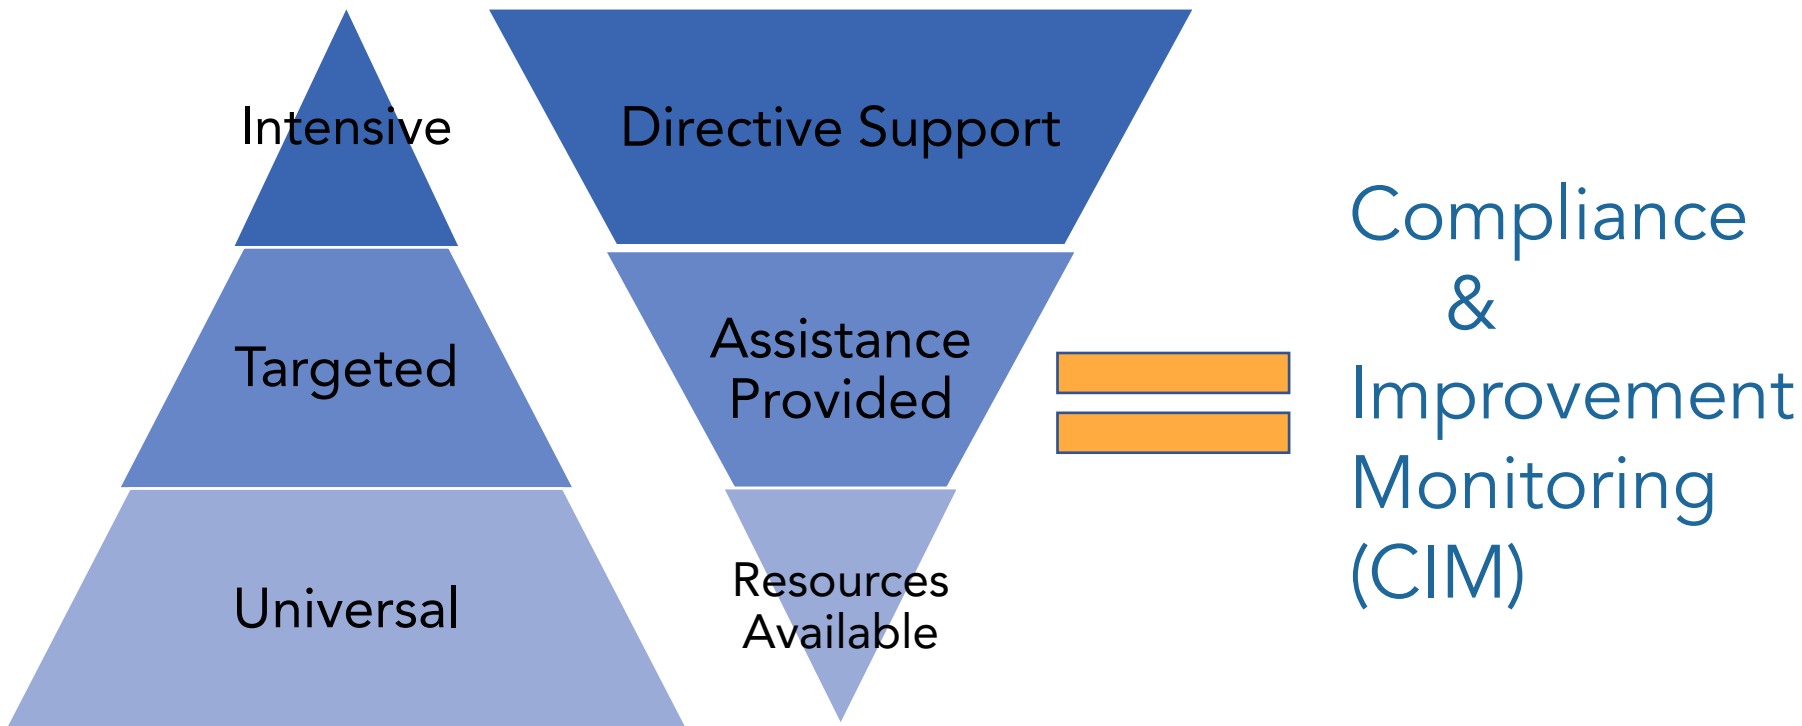 Intensive
Targeted
Universal
Directive Support
Assistance
Provided
Resources
Available
Compliance
&
Improvement
Monitoring
(CIM)